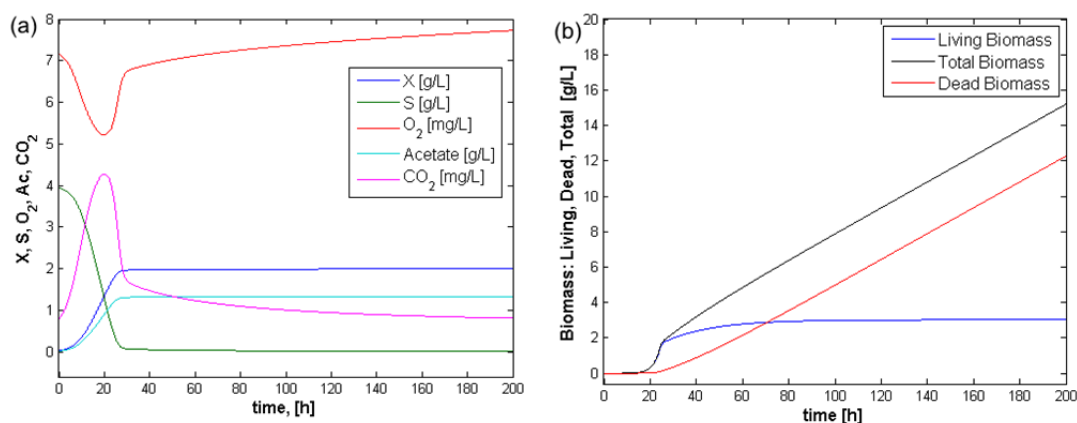 (a)
X, S, O2, Ac, CO2
8
7
6
5
4
3
2
1
0
X [g/L]
S [g/L]
O2 [mg/L]
Acetate [g/L]
CO2 [mg/L]
0 20 40 60 80 100 120 140 160 180 200
time, [h]
(b)
Biomass: Living, Dead, Total [g/L]
20
18
16
14
12
10
8
6
4
2
0
Living Biomass
Total Biomass
Dead Biomass
0 20 40 60 80 100 120 140 160 180 200
time [h]